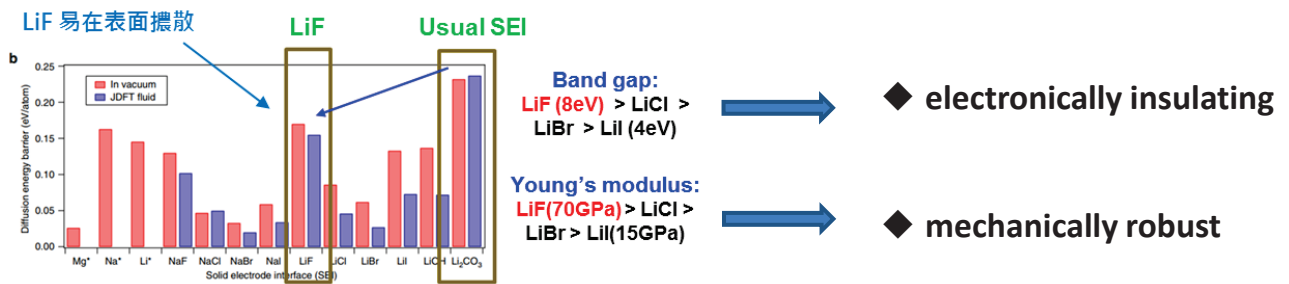 LiF 易在表面擴散
LiF
Usual SEI
b
In vacuum
JDFT fluid
Diffusion energy barrier (eV/atom)
0.25
0.20
0.15
0.10
0.05
0.00
Mg* Na* Li* NaF NaCl NaBr NaI LiF LiCl LiBr LiI LiOH Li₂CO₃
Solid electrode interface (SEI)
Band gap:
LiF (8eV) > LiCl >
LiBr > LiI (4eV)
Young's modulus:
LiF(70GPa) > LiCl >
LiBr > LiI(15GPa)
◆ electronically insulating
◆ mechanically robust